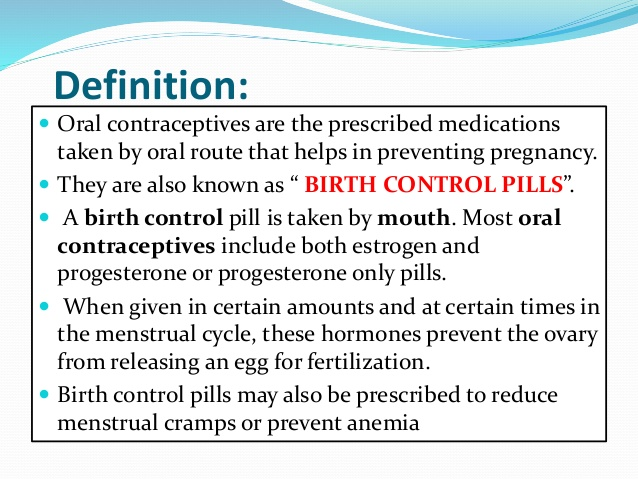 Definition:
• Oral contraceptives are the prescribed medications
taken by oral route that helps in preventing pregnancy.
• They are also known as “ BIRTH CONTROL PILLS”.
• A birth control pill is taken by mouth. Most oral
contraceptives include both estrogen and
progesterone or progesterone only pills.
• When given in certain amounts and at certain times in
the menstrual cycle, these hormones prevent the ovary
from releasing an egg for fertilization.
• Birth control pills may also be prescribed to reduce
menstrual cramps or prevent anemia